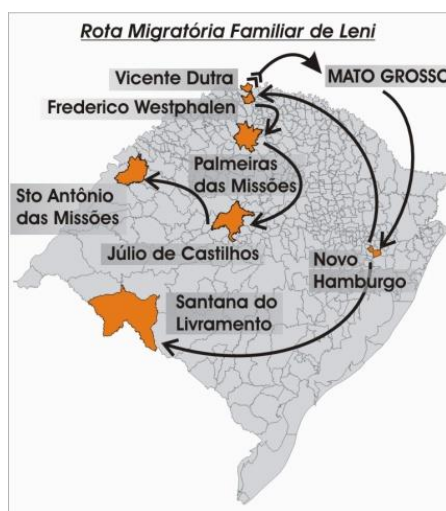 Rota Migratória Familiar de Leni
Vicente Dutra
MATO GROSSO
Frederico Westphalen
Palmeiras
das Missões
Sto Antônio
das Missões
Júlio de Castilhos
Novo
Hamburgo
Santana do
Livramento